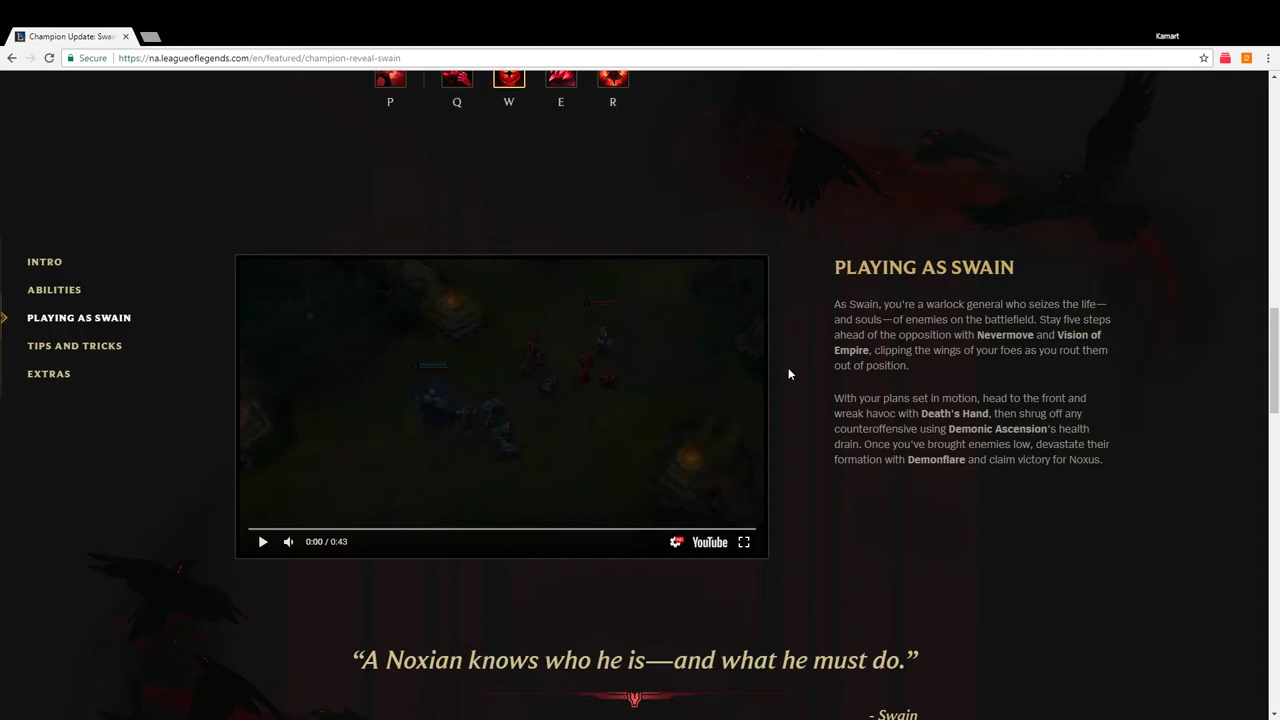 Champion Update: Swai
Kamart
Secure
https://na.leagueoflegends.com/en/featured/champion-reveal-swain
P
Q
W
E
R
INTRO
ABILITIES
PLAYING AS SWAIN
TIPS AND TRICKS
EXTRAS
0:00 / 0:43
HD
YouTube
PLAYING AS SWAIN
As Swain, you're a warlock general who seizes the life—
and souls—of enemies on the battlefield. Stay five steps
ahead of the opposition with Nevermove and Vision of
Empire, clipping the wings of your foes as you rout them
out of position.
With your plans set in motion, head to the front and
wreak havoc with Death's Hand, then shrug off any
counteroffensive using Demonic Ascension's health
drain. Once you've brought enemies low, devastate their
formation with Demonflare and claim victory for Noxus.
“A Noxian knows who he is—and what he must do.”
- Swain